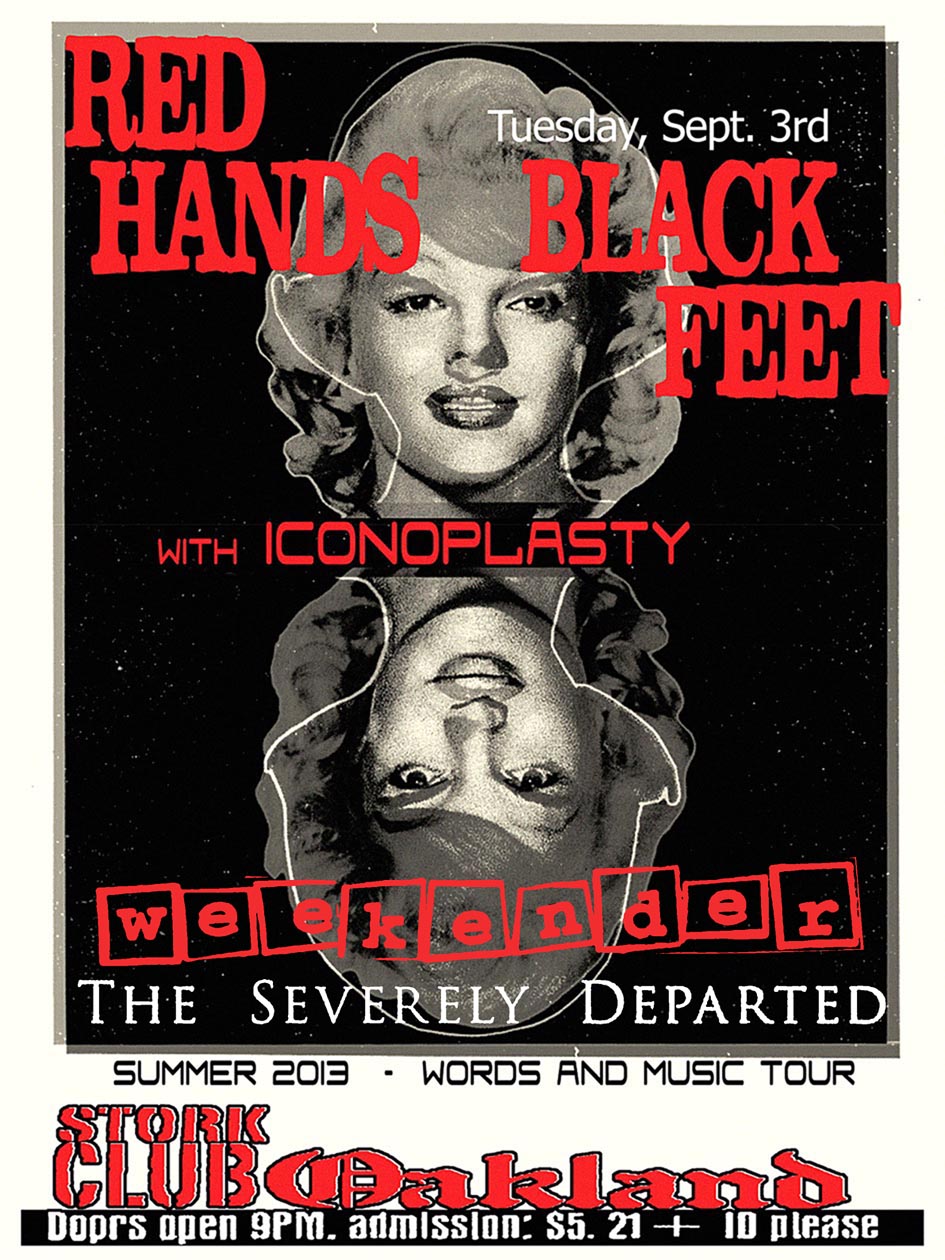 Tuesday, Sept. 3rd
RED
HANDS BLACK
FEET
WITH ICONOPLASTY
weekender
THE SEVERELY DEPARTED
SUMMER 2013 - WORDS AND MUSIC TOUR
STORK
CLUB Oakland
Doors open 9PM. admission: $5. 21 + ID please